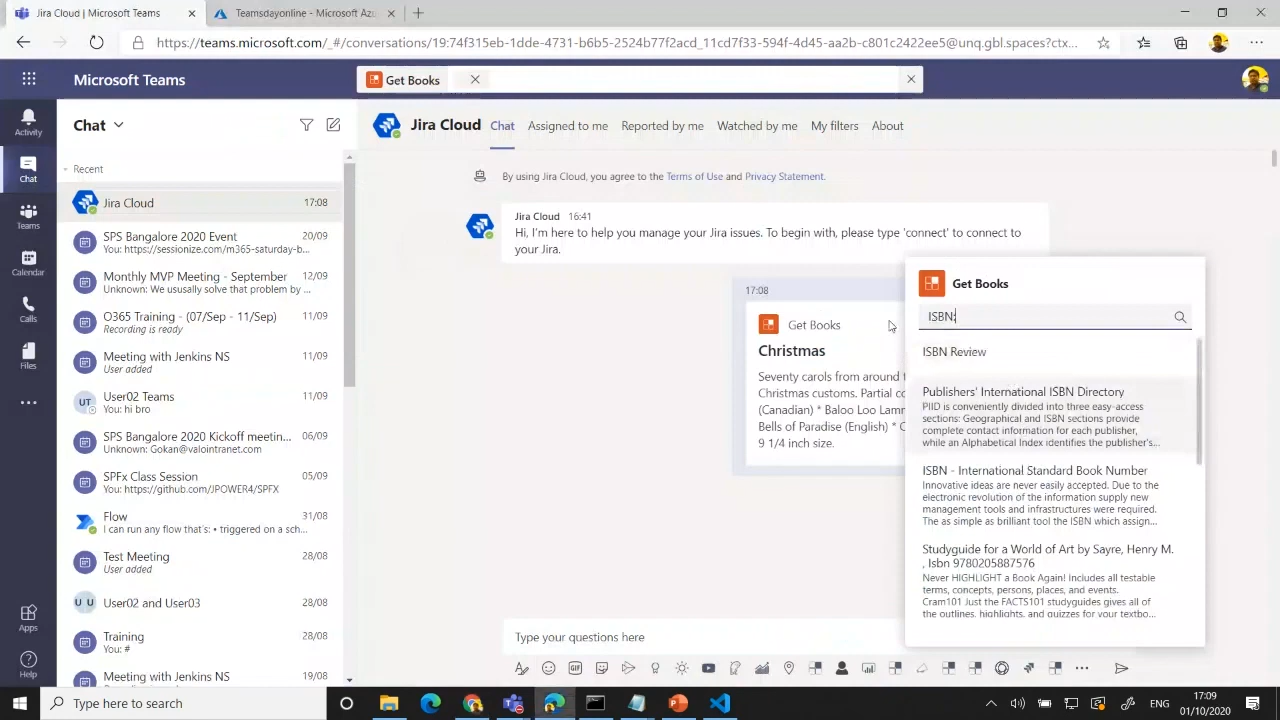 Jira Cloud | Microsoft Teams
Teamsdayonline - Microsoft Azu
https://teams.microsoft.com/_#/conversations/19:74f315eb-1dde-4731-b6b5-2524b77f2acd_11cd7f33-594f-4d45-aa2b-c801c2422ee5@unq.gbl.spaces?ctx...
Microsoft Teams
Get Books
Activity
Chat
Teams
Calendar
Calls
Files
Apps
Help
Chat
Recent
Jira Cloud 17:08
SPS Bangalore 2020 Event 20/09
You: https://sessionize.com/m365-saturday-b...
Monthly MVP Meeting - September 12/09
Unknown: We ususally solve that problem by ...
O365 Training - (07/Sep - 11/Sep) 11/09
Recording is ready
Meeting with Jenkins NS 11/09
User added
UT User02 Teams 11/09
You: hi bro
SPS Bangalore 2020 Kickoff meetin... 06/09
Unknown: Gokan@valointranet.com
SPFx Class Session 05/09
You: https://github.com/JPOWER4/SPFX
Flow 31/08
I can run any flow that's: • triggered on a sch...
Test Meeting 28/08
User added
U U User02 and User03 28/08
Training 28/08
You: #
Meeting with Jenkins NS 19/08
Jira Cloud Chat Assigned to me Reported by me Watched by me My filters About
By using Jira Cloud, you agree to the Terms of Use and Privacy Statement.
Jira Cloud 16:41
Hi, I'm here to help you manage your Jira issues. To begin with, please type 'connect' to connect to
your Jira.
17:08
Get Books
Christmas
Seventy carols from around t
Christmas customs. Partial co
(Canadian) * Baloo Loo Lamm
Bells of Paradise (English) * C
9 1/4 inch size.
Get Books
ISBN:
ISBN Review
Publishers' International ISBN Directory
PIID is conveniently divided into three easy-access
sections: Geographical and ISBN sections provide
complete contact information for each publisher,
while an Alphabetical Index identifies the publisher's...
ISBN - International Standard Book Number
Innovative ideas are never easily accepted. Due to the
electronic revolution of the information supply new
management tools and infrastructures were required.
The as simple as brilliant tool the ISBN which assign...
Studyguide for a World of Art by Sayre, Henry M.
, Isbn 9780205887576
Never HIGHLIGHT a Book Again! Includes all testable
terms, concepts, persons, places, and events.
Cram101 Just the FACTS101 studyguides gives all of
the outlines, highlights, and quizzes for your textbo...
Type your questions here
GIF
Type here to search
ENG
17:09
01/10/2020